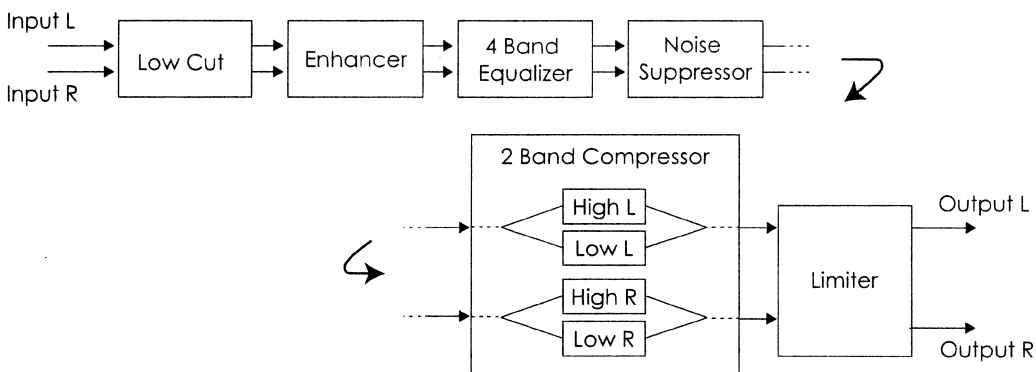 Input L
Input R
Low Cut
Enhancer
4 Band
Equalizer
Noise
Suppressor
2 Band Compressor
High L
Low L
High R
Low R
Limiter
Output L
Output R